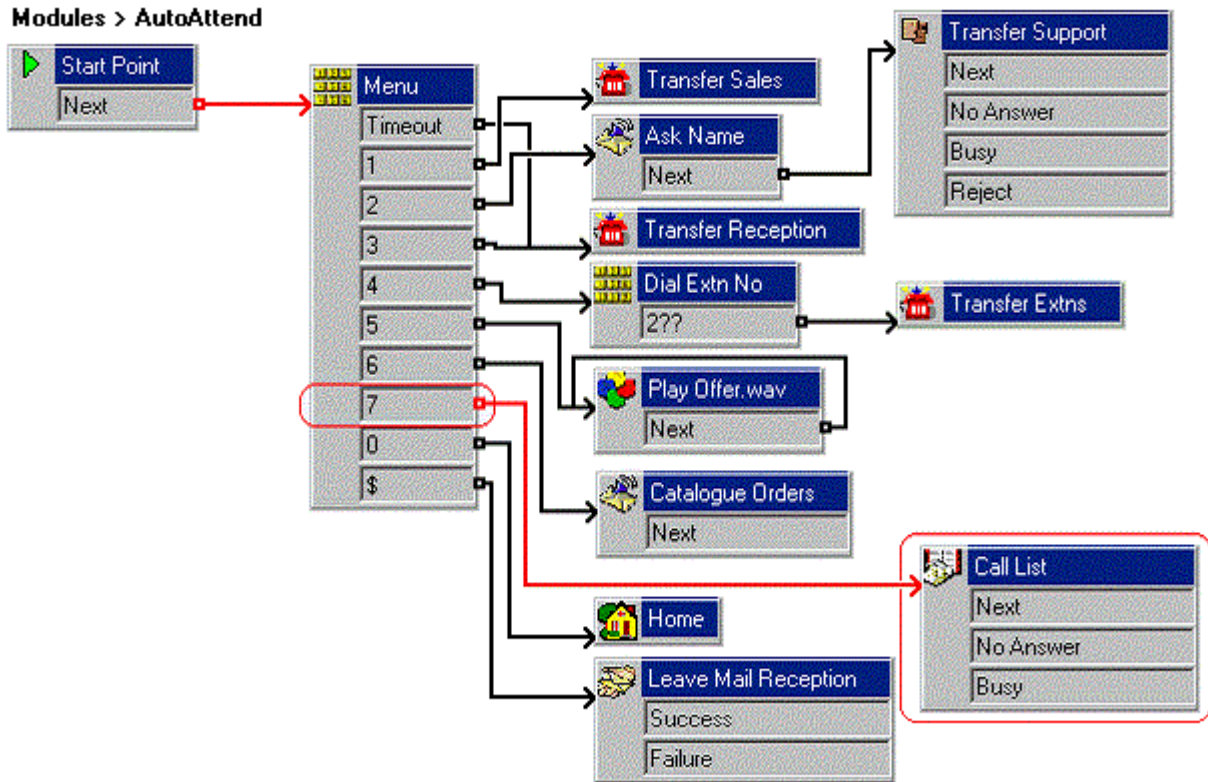 Modules > AutoAttend
Start Point
Next
Menu
Timeout
1
2
3
4
5
6
7
0
$
Transfer Sales
Ask Name
Next
Transfer Reception
Dial Extn No
2??
Play Offer.wav
Next
Catalogue Orders
Next
Home
Leave Mail Reception
Success
Failure
Transfer Support
Next
No Answer
Busy
Reject
Transfer Extns
Call List
Next
No Answer
Busy